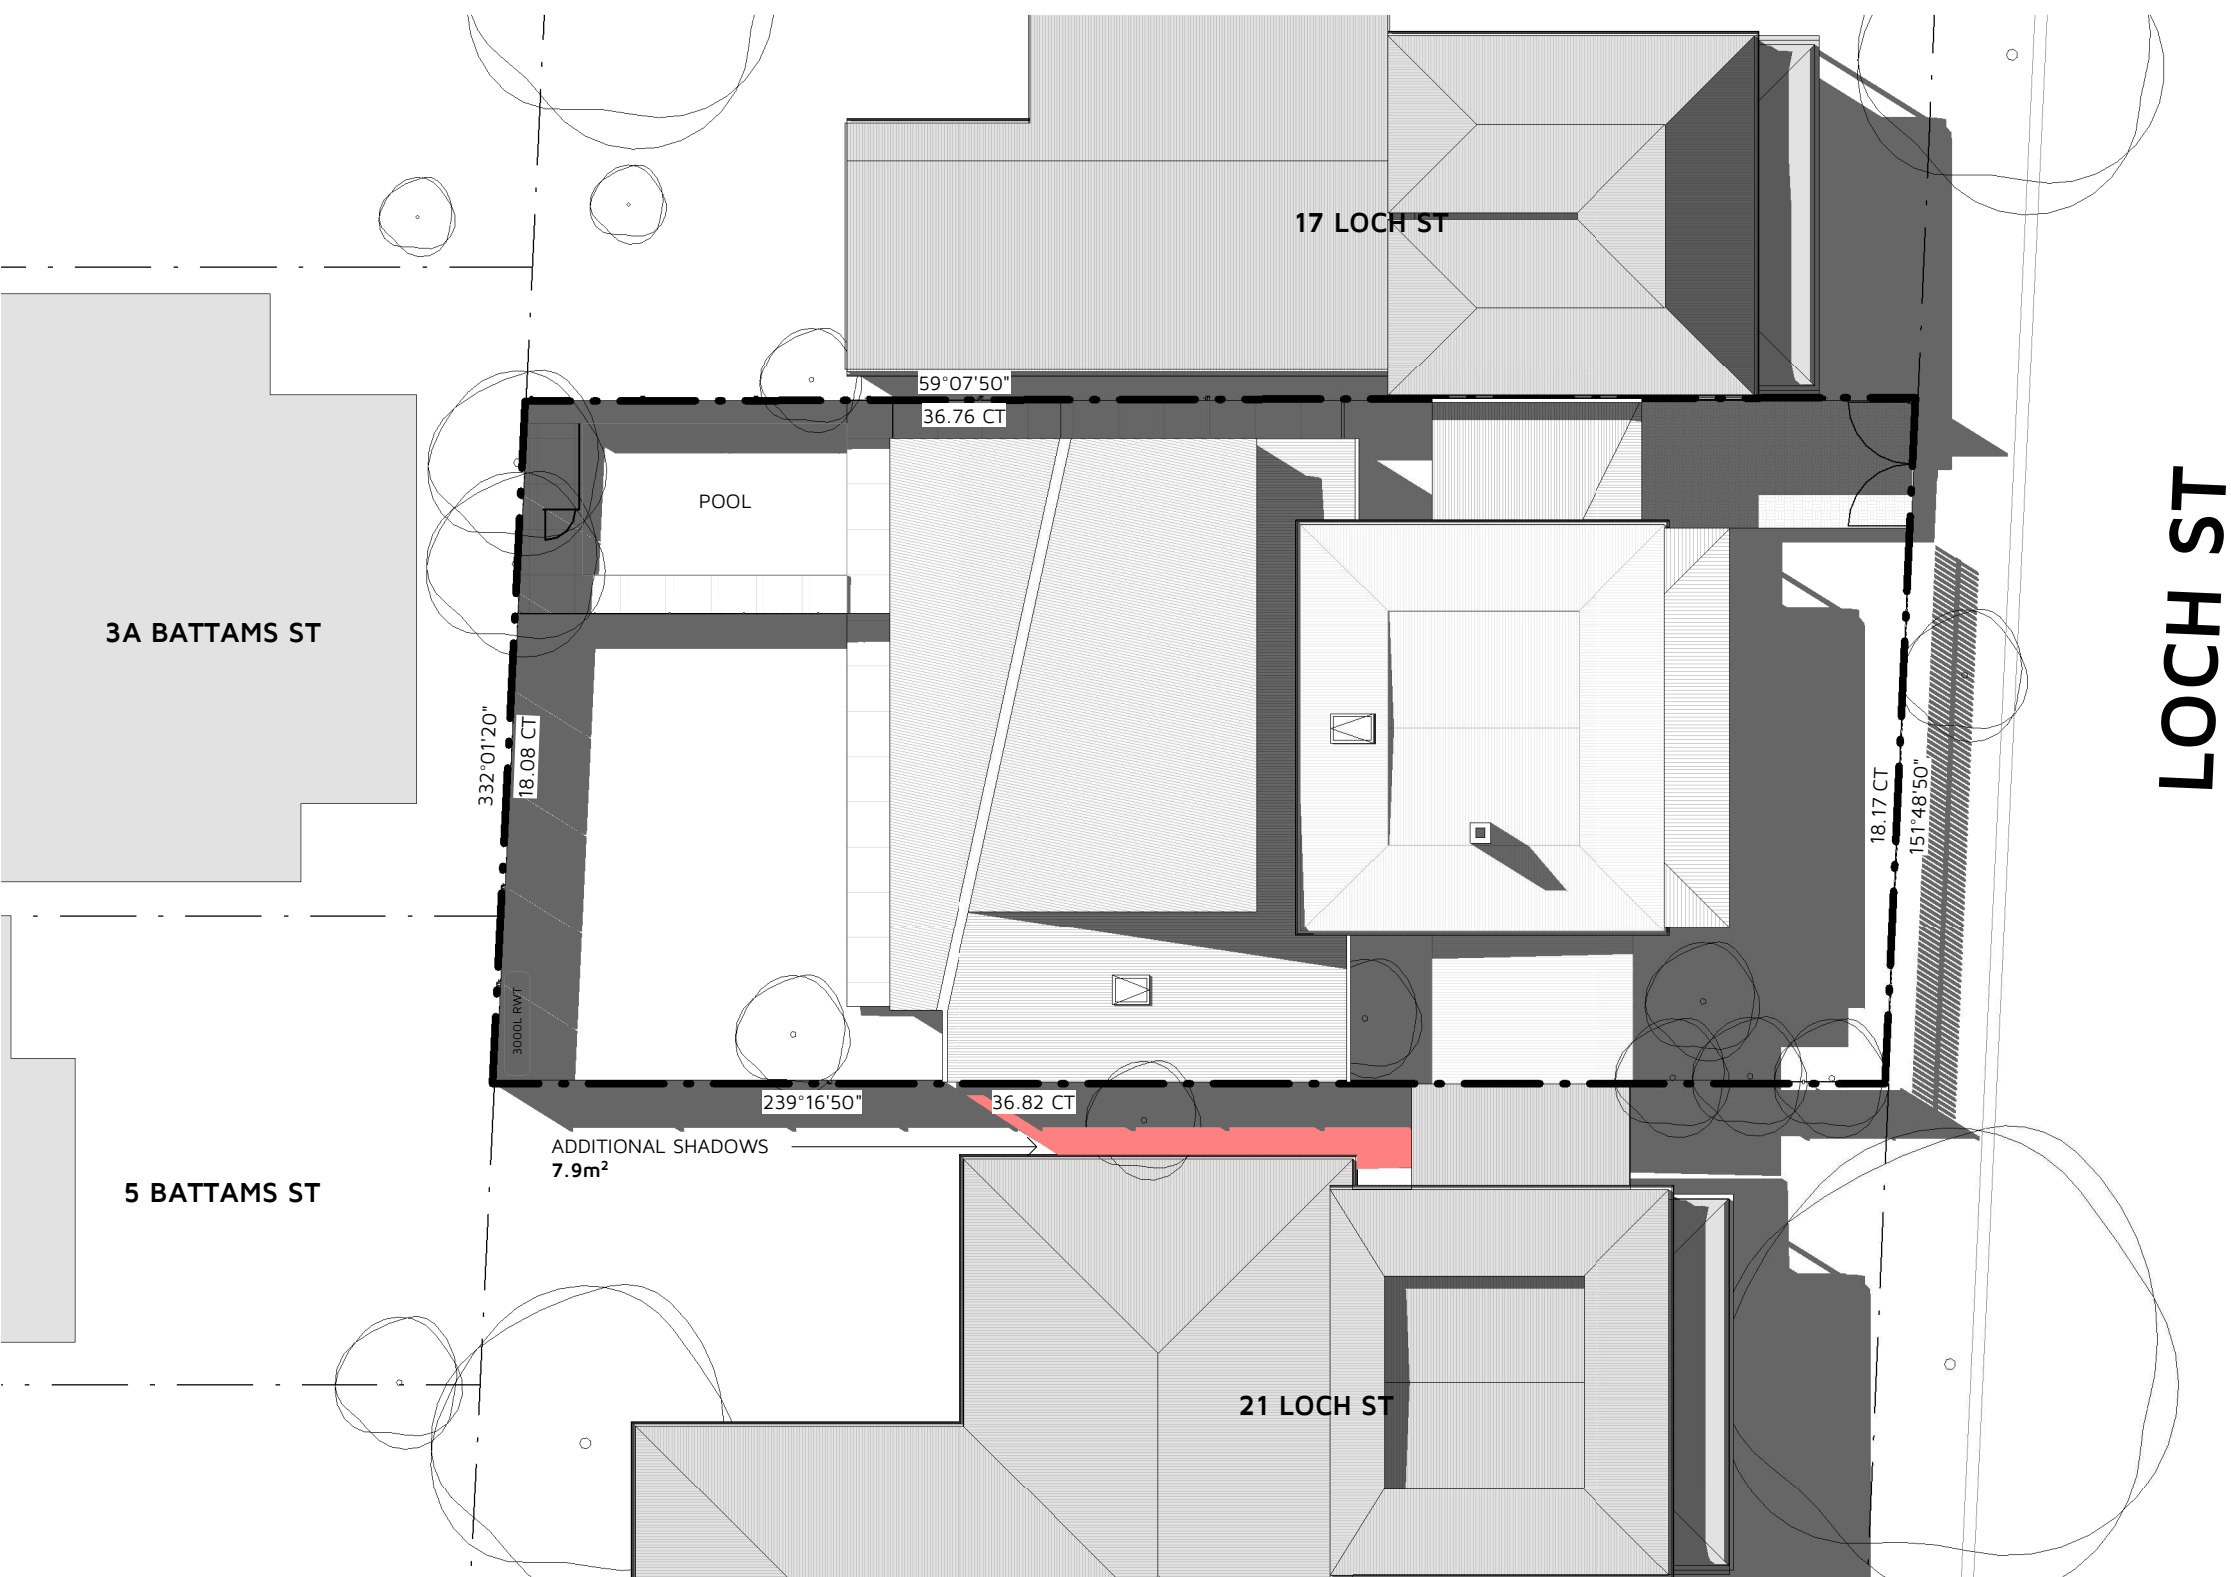 17 LOCH ST
59°07'50"
36.76 CT
POOL
LOCH ST
3A BATTAMS ST
332°01'20"
18.08 CT
18.17 CT
151°48'50"
3000L RWT
239°16'50"
36.82 CT
ADDITIONAL SHADOWS
7.9m²
5 BATTAMS ST
21 LOCH ST